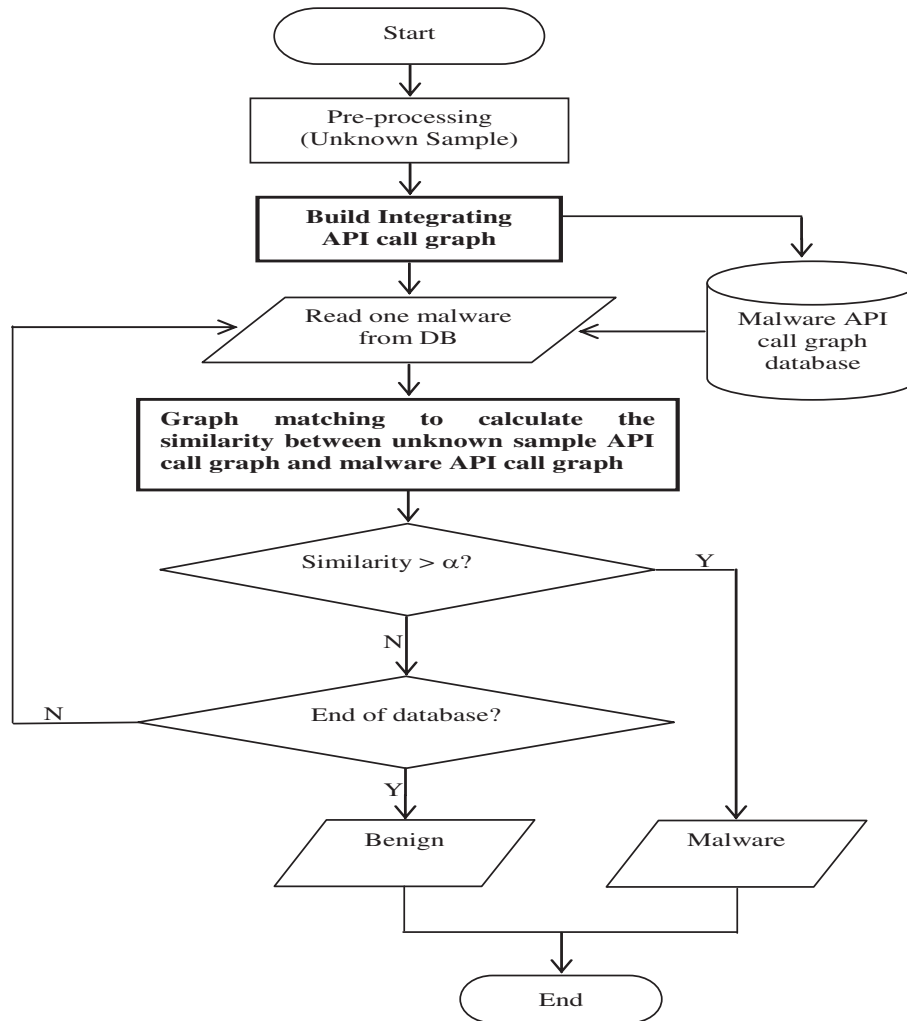 Start
Pre-processing
(Unknown Sample)
Build Integrating
API call graph
Read one malware
from DB
Malware API
call graph
database
Graph matching to calculate the
similarity between unknown sample API
call graph and malware API call graph
Similarity > α?
Y
N
End of database?
N
Y
Benign
Malware
End